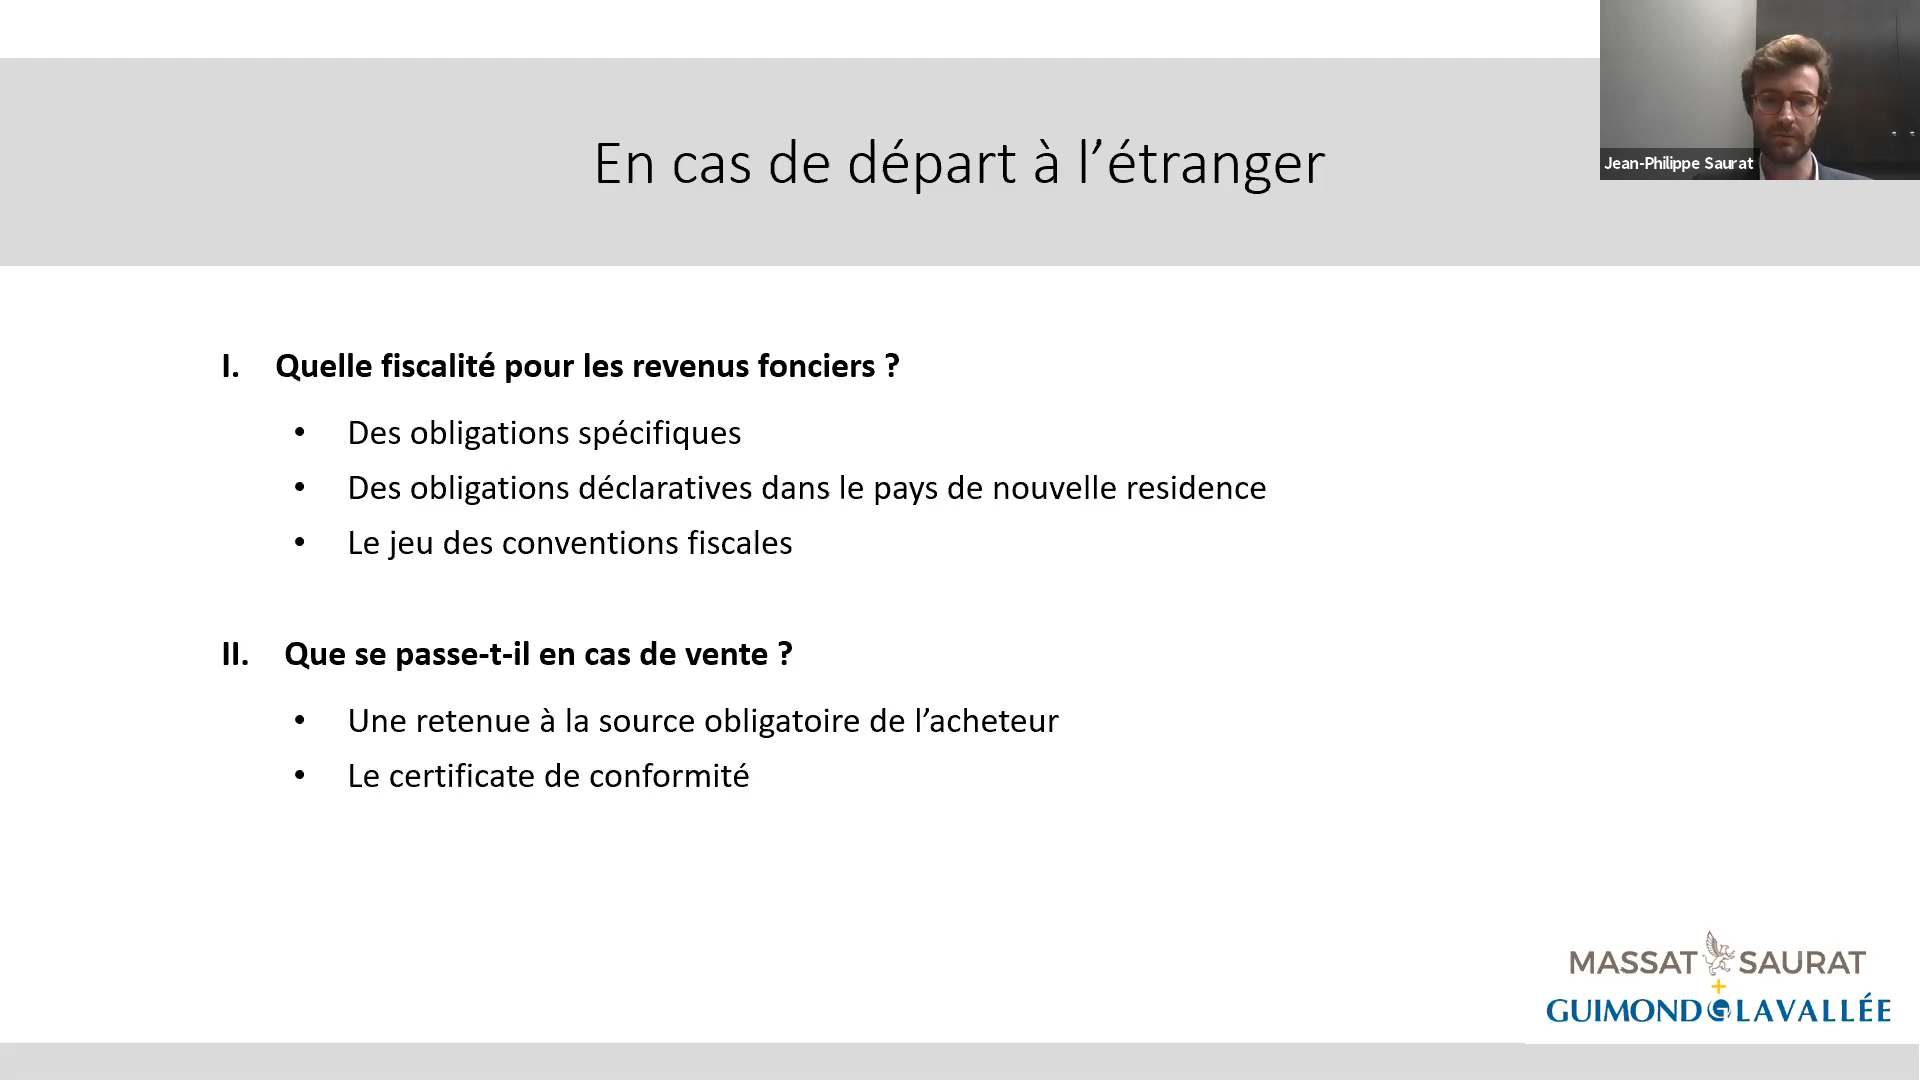 En cas de départ à l’étranger
Jean-Philippe Saurat
I. Quelle fiscalité pour les revenus fonciers ?
• Des obligations spécifiques
• Des obligations déclaratives dans le pays de nouvelle residence
• Le jeu des conventions fiscales
II. Que se passe-t-il en cas de vente ?
• Une retenue à la source obligatoire de l’acheteur
• Le certificate de conformité
MASSAT SAURAT
+
GUIMOND LAVALLÉE